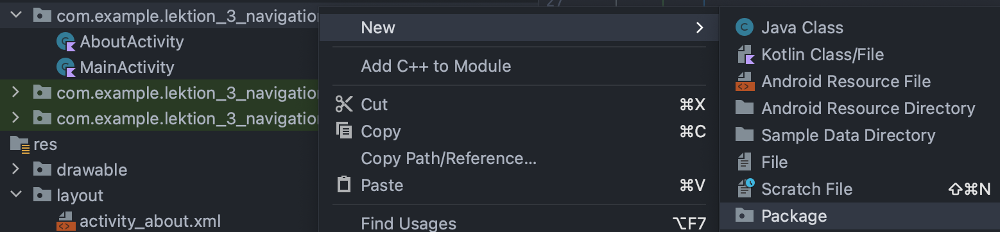 27
com.example.lektion_3_navigation
AboutActivity
MainActivity
com.example.lektion_3_navigation
com.example.lektion_3_navigation
res
drawable
layout
activity_about.xml
New
Add C++ to Module
Cut ⌘X
Copy ⌘C
Copy Path/Reference...
Paste ⌘V
Find Usages ⌥F7
Java Class
Kotlin Class/File
Android Resource File
Android Resource Directory
Sample Data Directory
File
Scratch File ⇧⌘N
Package